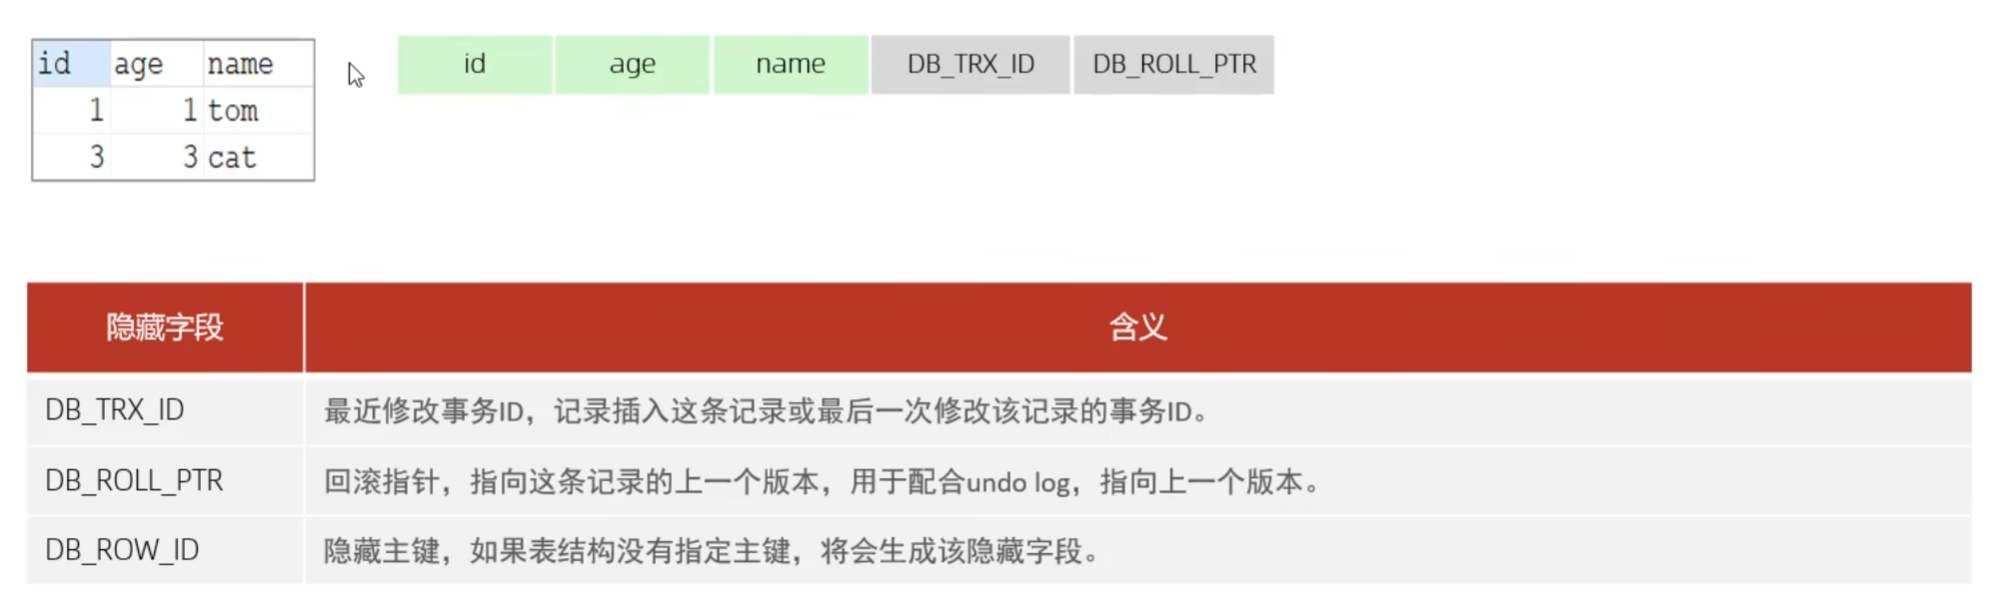 id age name
1 1 tom
3 3 cat
id age name DB_TRX_ID DB_ROLL_PTR
隐藏字段 含义
DB_TRX_ID 最近修改事务ID，记录插入这条记录或最后一次修改该记录的事务ID。
DB_ROLL_PTR 回滚指针，指向这条记录的上一个版本，用于配合undo log，指向上一个版本。
DB_ROW_ID 隐藏主键，如果表结构没有指定主键，将会生成该隐藏字段。